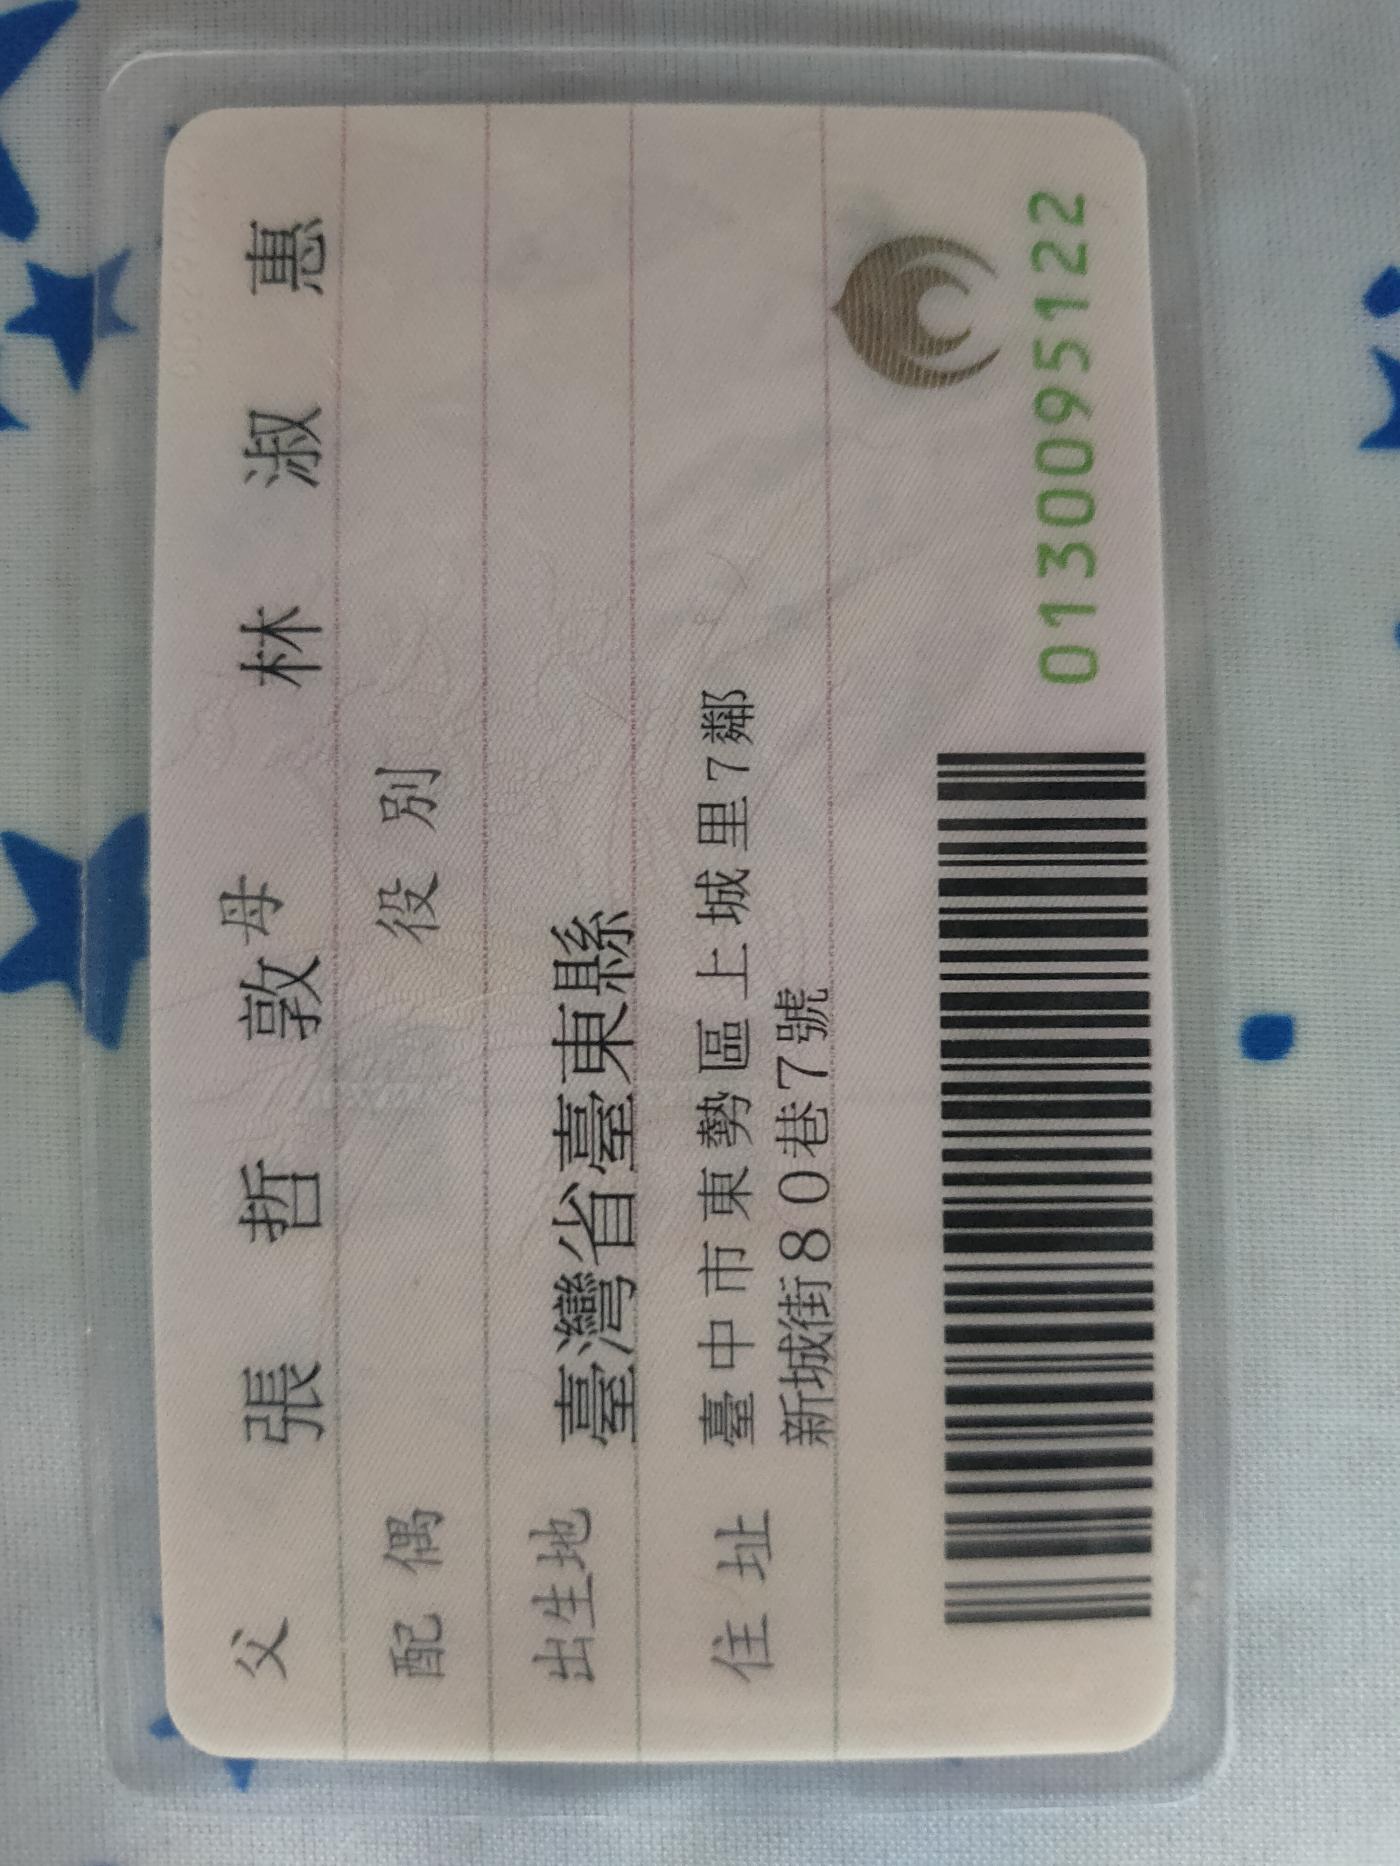 父 張哲敦 母 林淑惠
配偶 役別
出生地 臺灣省臺東縣
住址 臺中市東勢區上城里7鄰
新城街80巷7號
0130095122